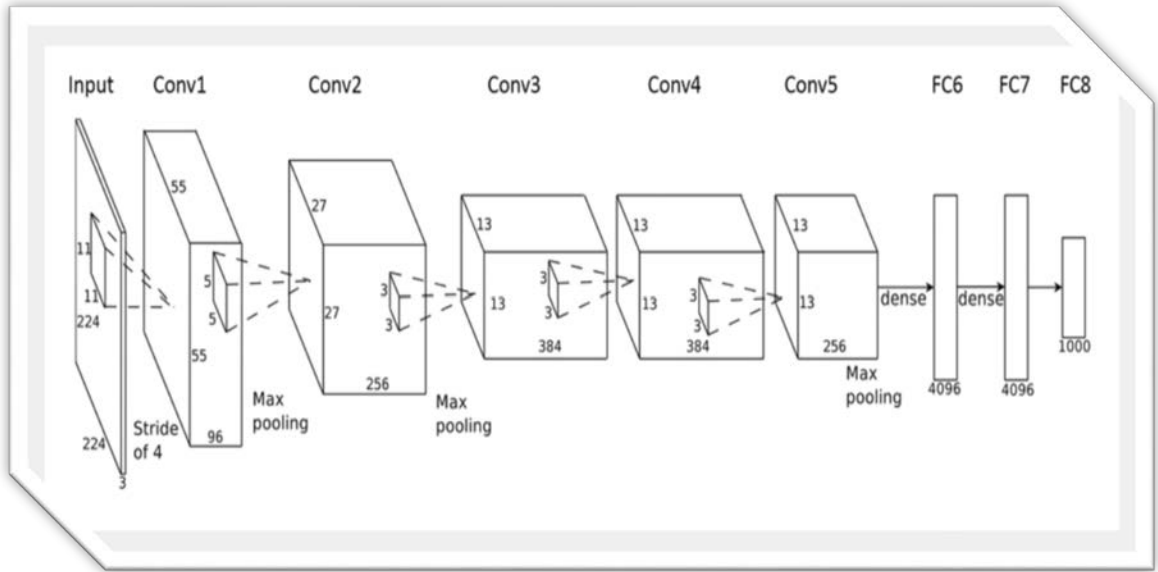 Input Conv1 Conv2 Conv3 Conv4 Conv5 FC6 FC7 FC8
11
11
224
224
3
Stride
of 4
55
55
96
5
5
Max
pooling
27
27
256
3
3
Max
pooling
13
13
384
3
3
13
13
384
3
3
13
13
256
Max
pooling
dense
4096
dense
4096
1000